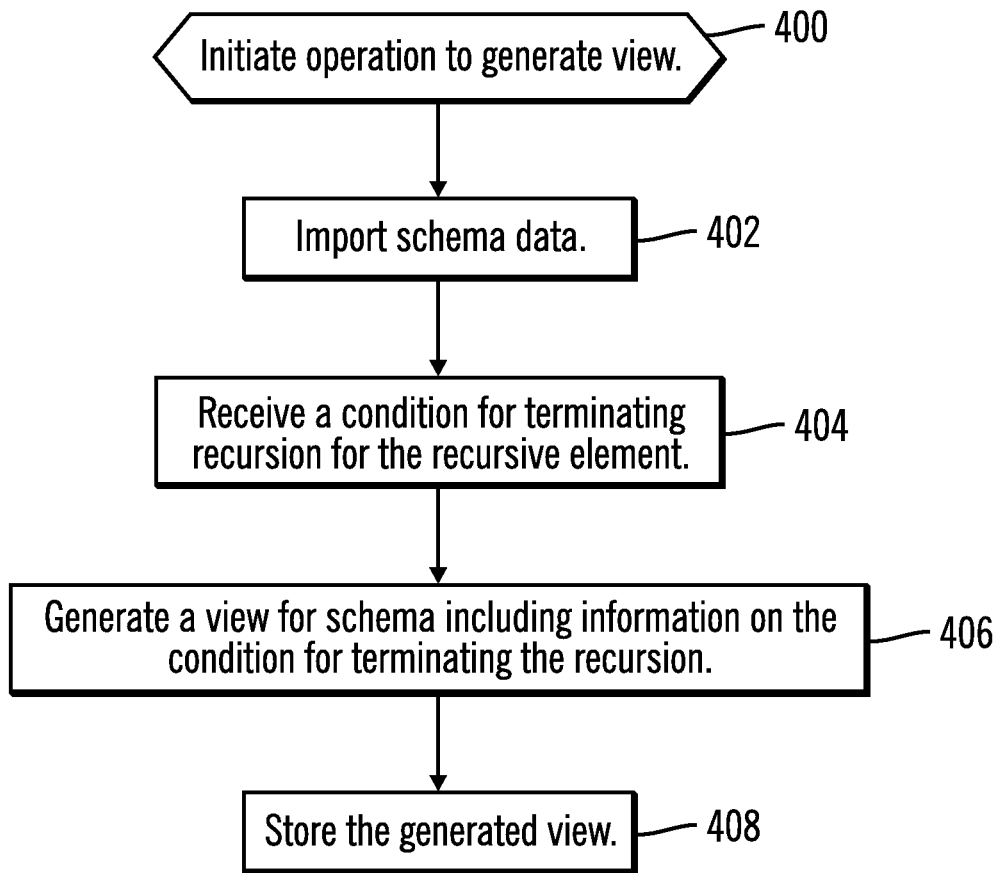 400
Initiate operation to generate view.
Import schema data.
402
Receive a condition for terminating
recursion for the recursive element.
404
Generate a view for schema including information on the
condition for terminating the recursion.
406
Store the generated view.
408